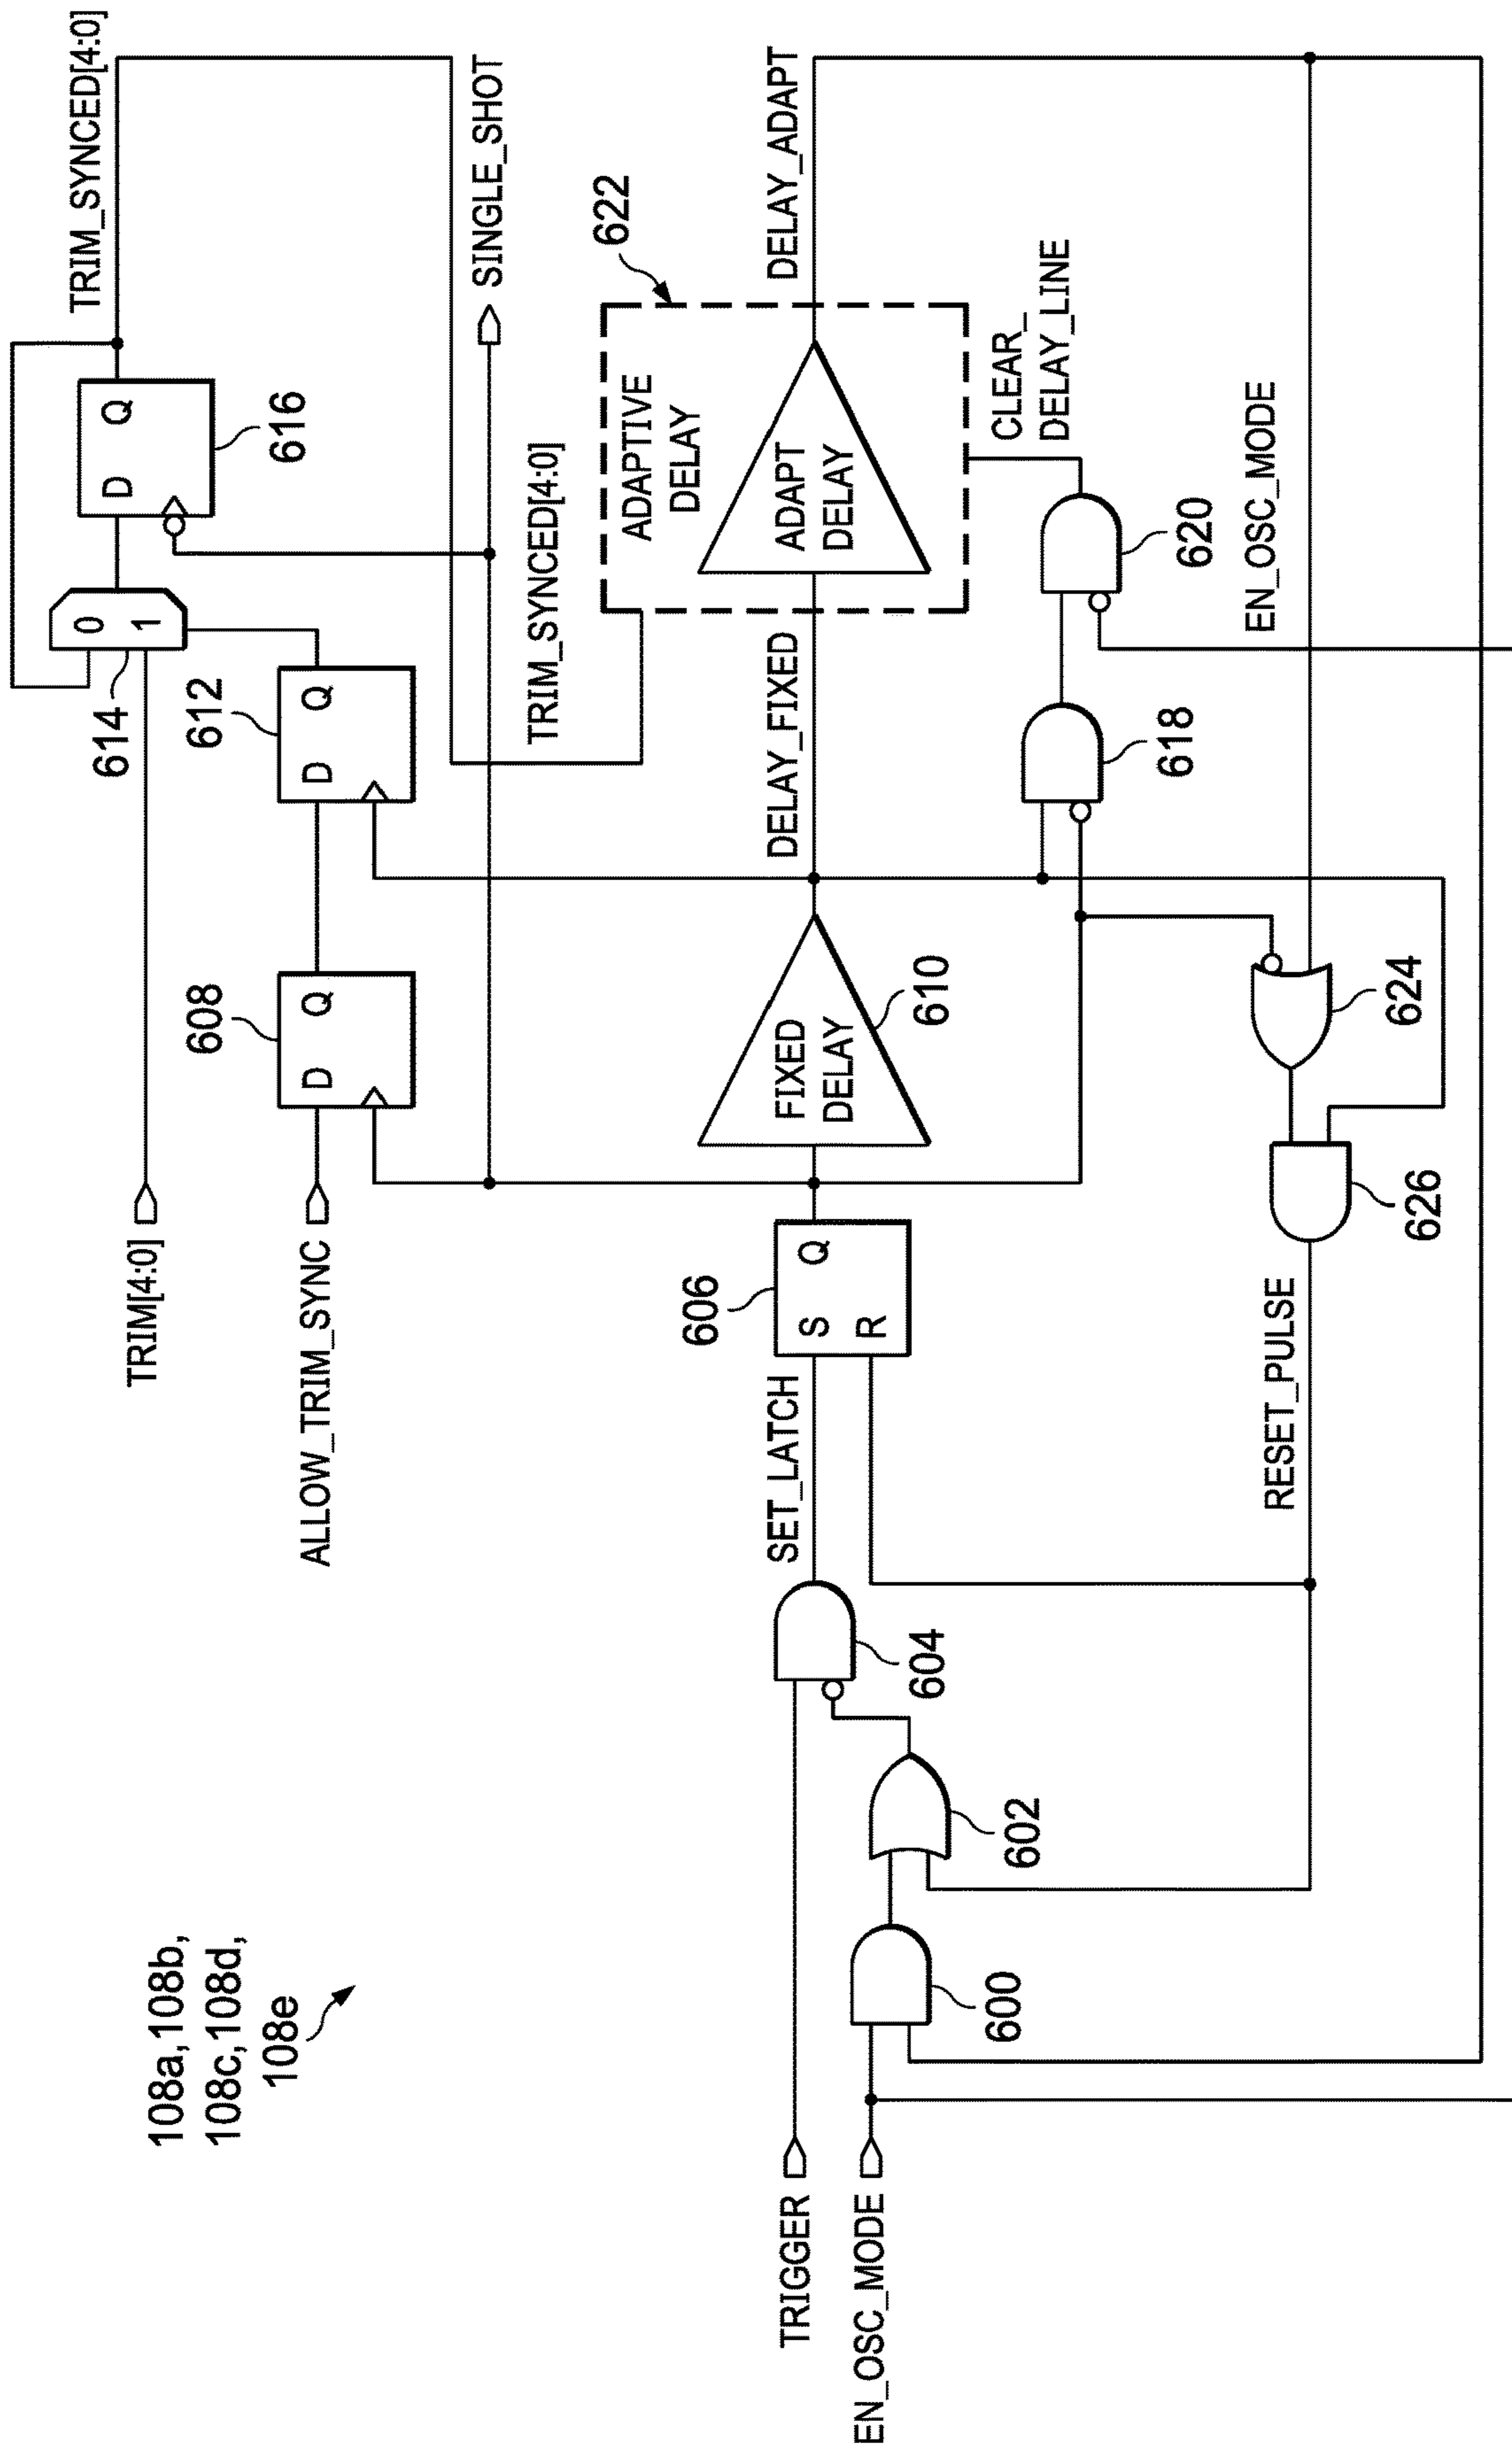 108a, 108b,
108c, 108d,
108e
TRIM[4:0]
ALLOW_TRIM_SYNC
TRIGGER
EN_OSC_MODE
600
602
604
SET_LATCH
S Q
R
606
RESET_PULSE
D Q
608
FIXED
DELAY
610
D Q
612
0
1
614
D Q
616
TRIM_SYNCED[4:0]
SINGLE_SHOT
TRIM_SYNCED[4:0]
DELAY_FIXED
ADAPTIVE
DELAY
ADAPT
DELAY
622
DELAY_ADAPT
CLEAR_
DELAY_LINE
618
620
EN_OSC_MODE
624
626